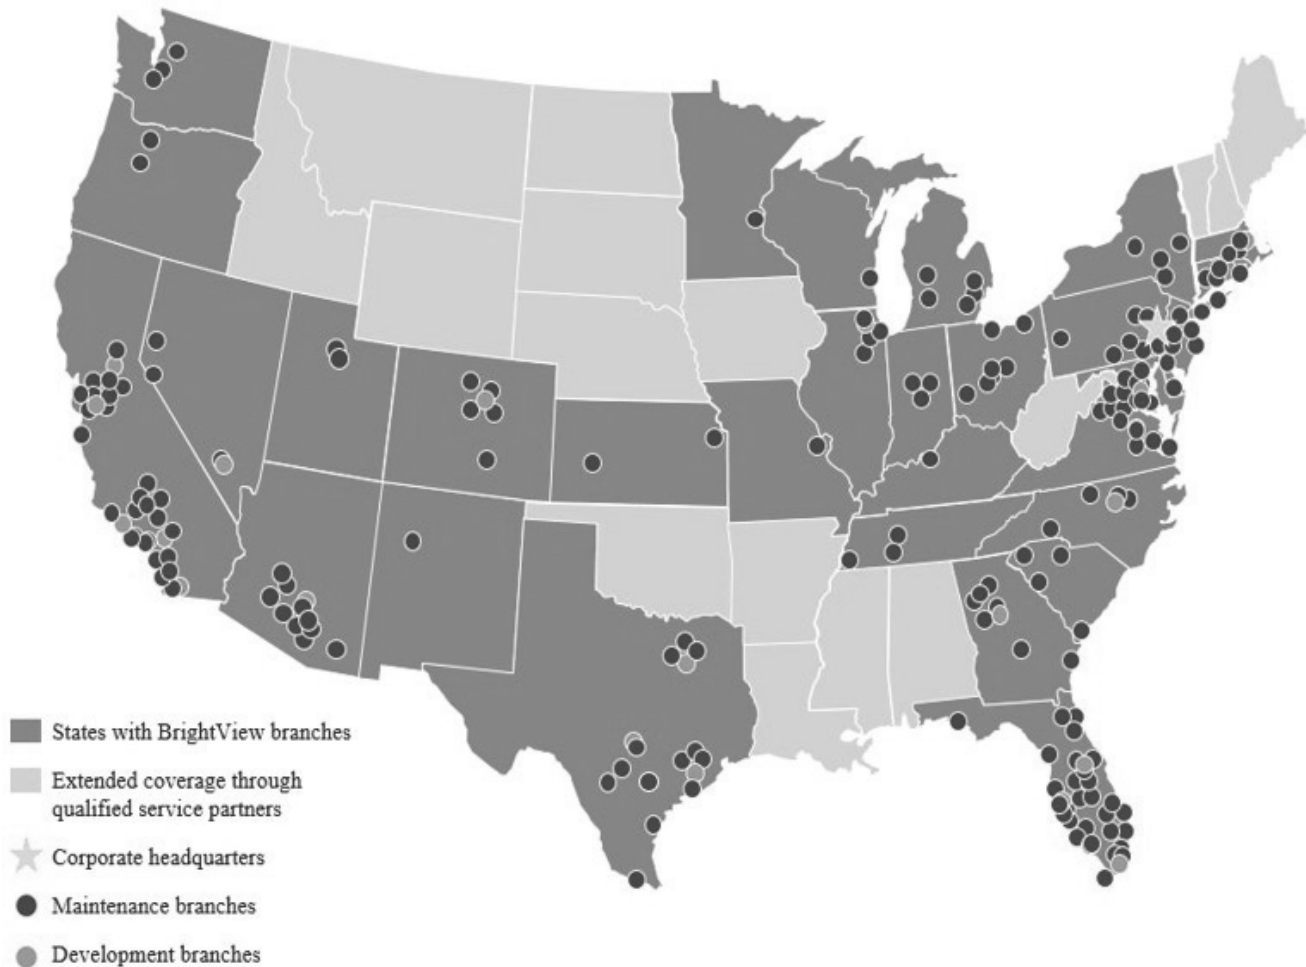 States with BrightView branches
Extended coverage through
qualified service partners
Corporate headquarters
Maintenance branches
Development branches